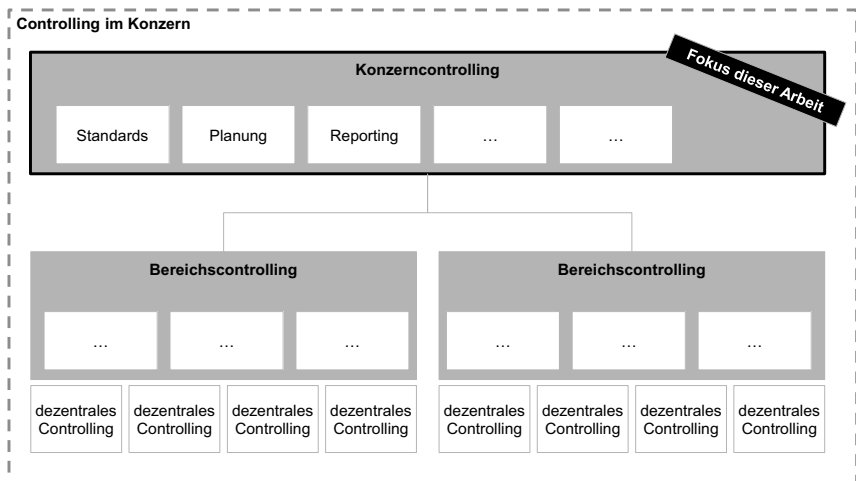 Controlling im Konzern
Konzerncontrolling
Fokus dieser Arbeit
Standards
Planung
Reporting
…
…
Bereichscontrolling
…
…
…
Bereichscontrolling
…
…
…
dezentrales
Controlling
dezentrales
Controlling
dezentrales
Controlling
dezentrales
Controlling
dezentrales
Controlling
dezentrales
Controlling
dezentrales
Controlling
dezentrales
Controlling